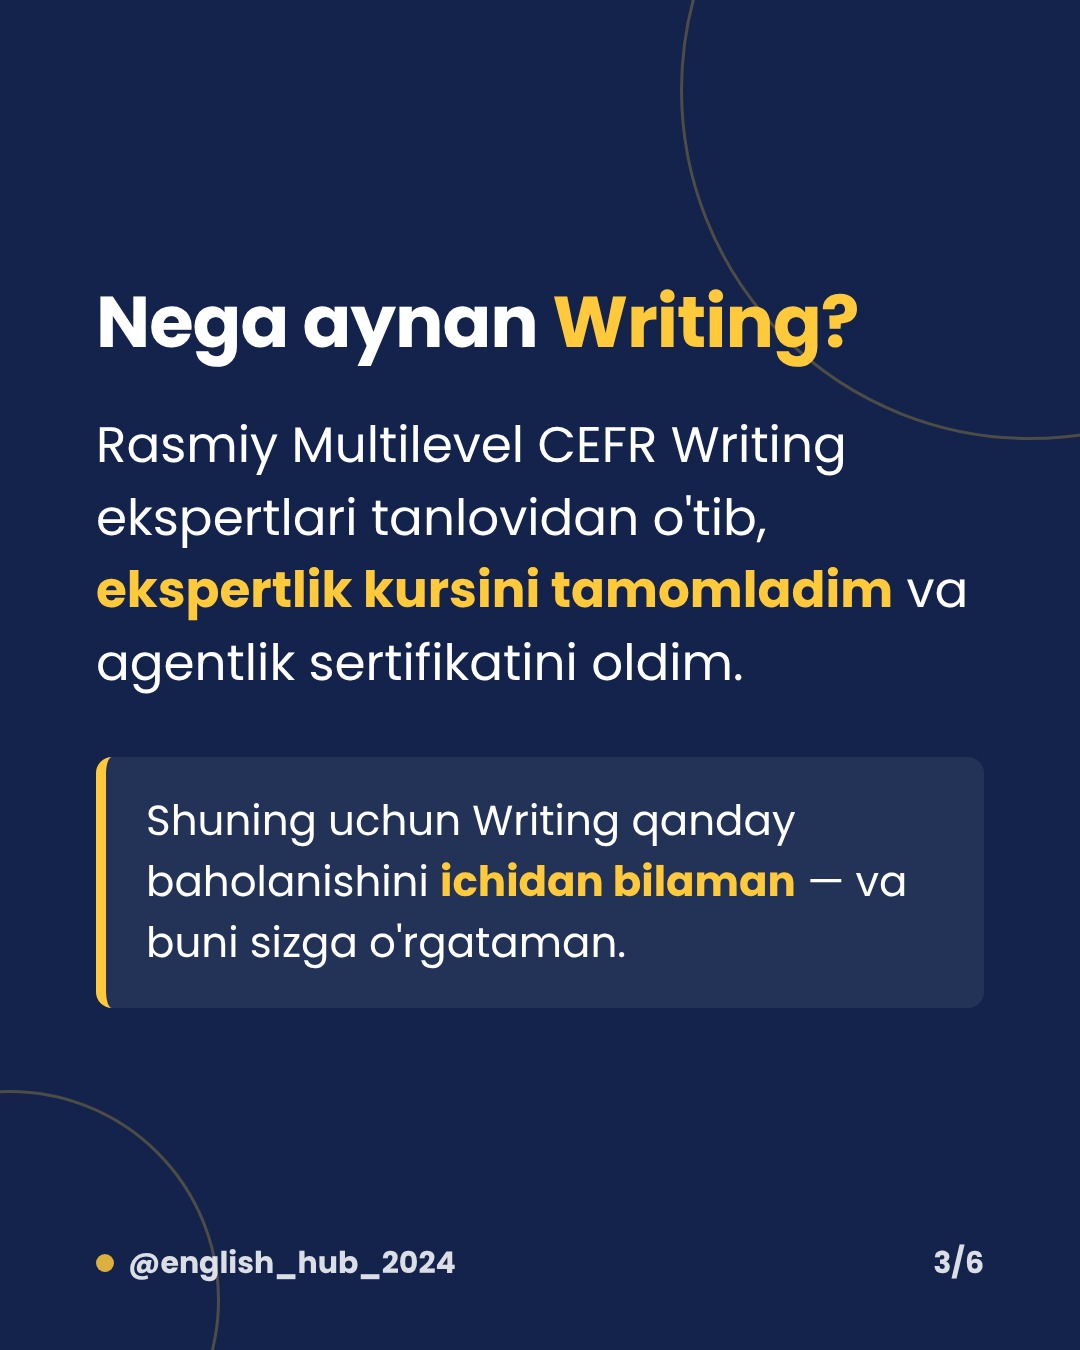 Nega aynan Writing?
Rasmiy Multilevel CEFR Writing
ekspertlari tanlovidan o'tib,
ekspertlik kursini tamomladim va
agentlik sertifikatini oldim.
Shuning uchun Writing qanday
baholanishini ichidan bilaman — va
buni sizga o'rgataman.
@english_hub_2024
3/6